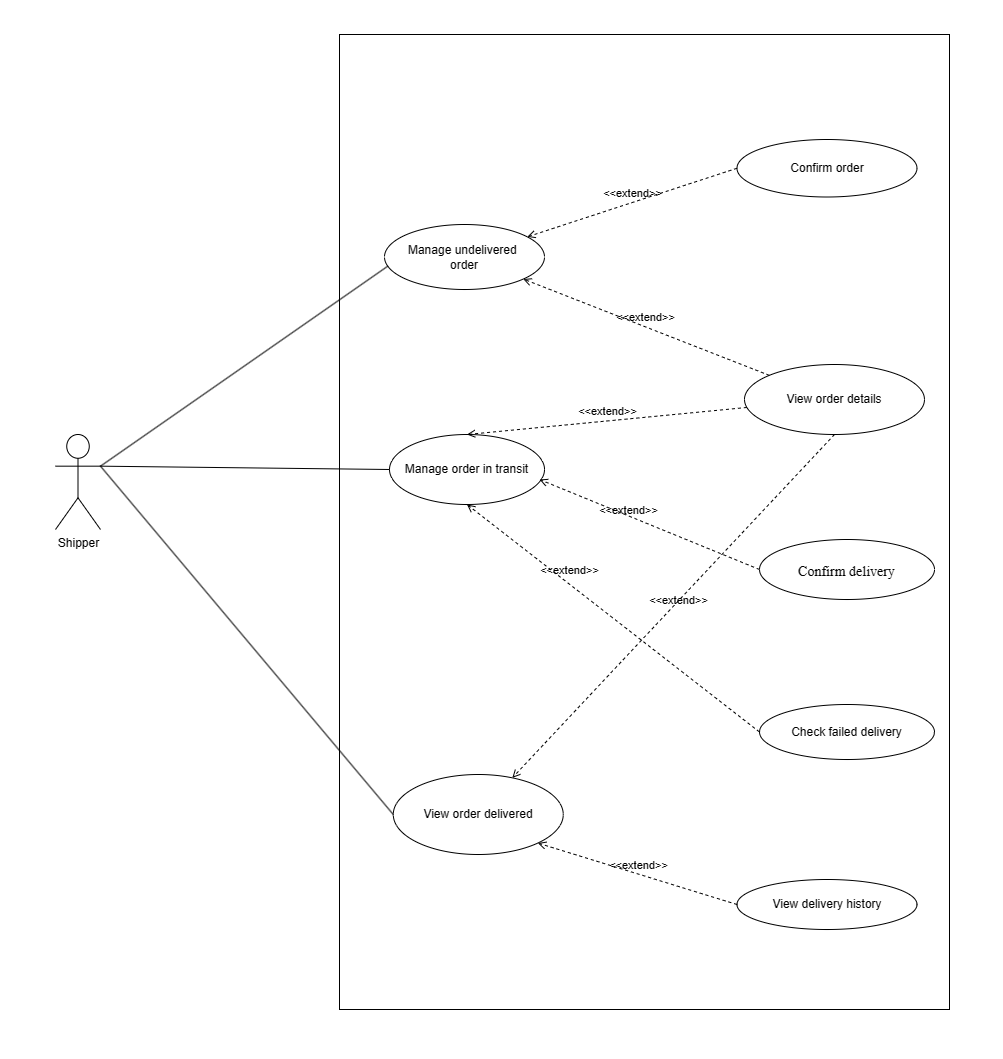 Confirm order
<<extend>>
Manage undelivered
order
<<extend>>
View order details
<<extend>>
Manage order in transit
<<extend>>
Shipper
<<extend>>
Confirm delivery
<<extend>>
Check failed delivery
View order delivered
<<extend>>
View delivery history